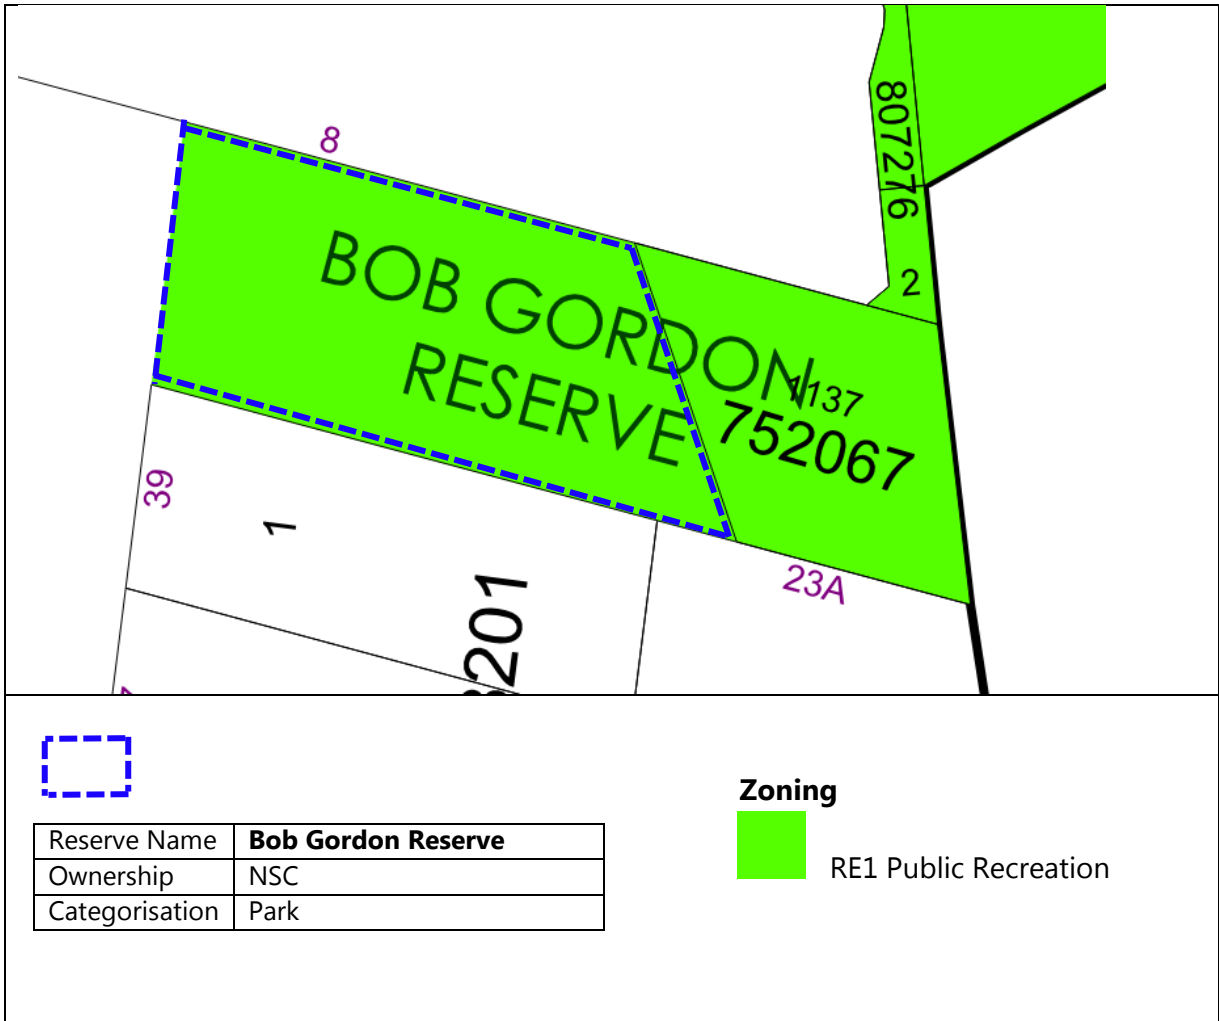 8
807276
2
BOB GORDON
RESERVE
1137
752067
39
1
23A
Zoning
RE1 Public Recreation
Reserve Name Bob Gordon Reserve
Ownership NSC
Categorisation Park